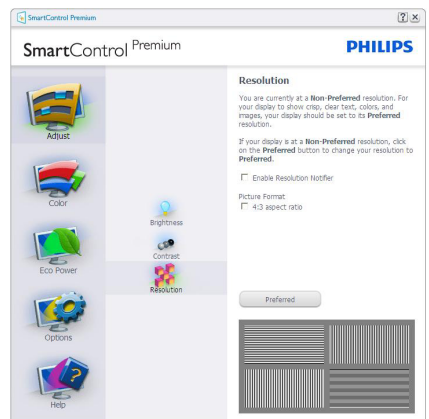 SmartControl Premium
SmartControl Premium
PHILIPS
Adjust
Color
Eco Power
Options
Help
Brightness
Contrast
Resolution
Resolution
You are currently at a Non-Preferred resolution. For
your display to show crisp, clear text, colors, and
images, your display should be set to its Preferred
resolution.
If your display is at a Non-Preferred resolution, click
on the Preferred button to change your resolution to
Preferred.
Enable Resolution Notifier
Picture Format
4:3 aspect ratio
Preferred